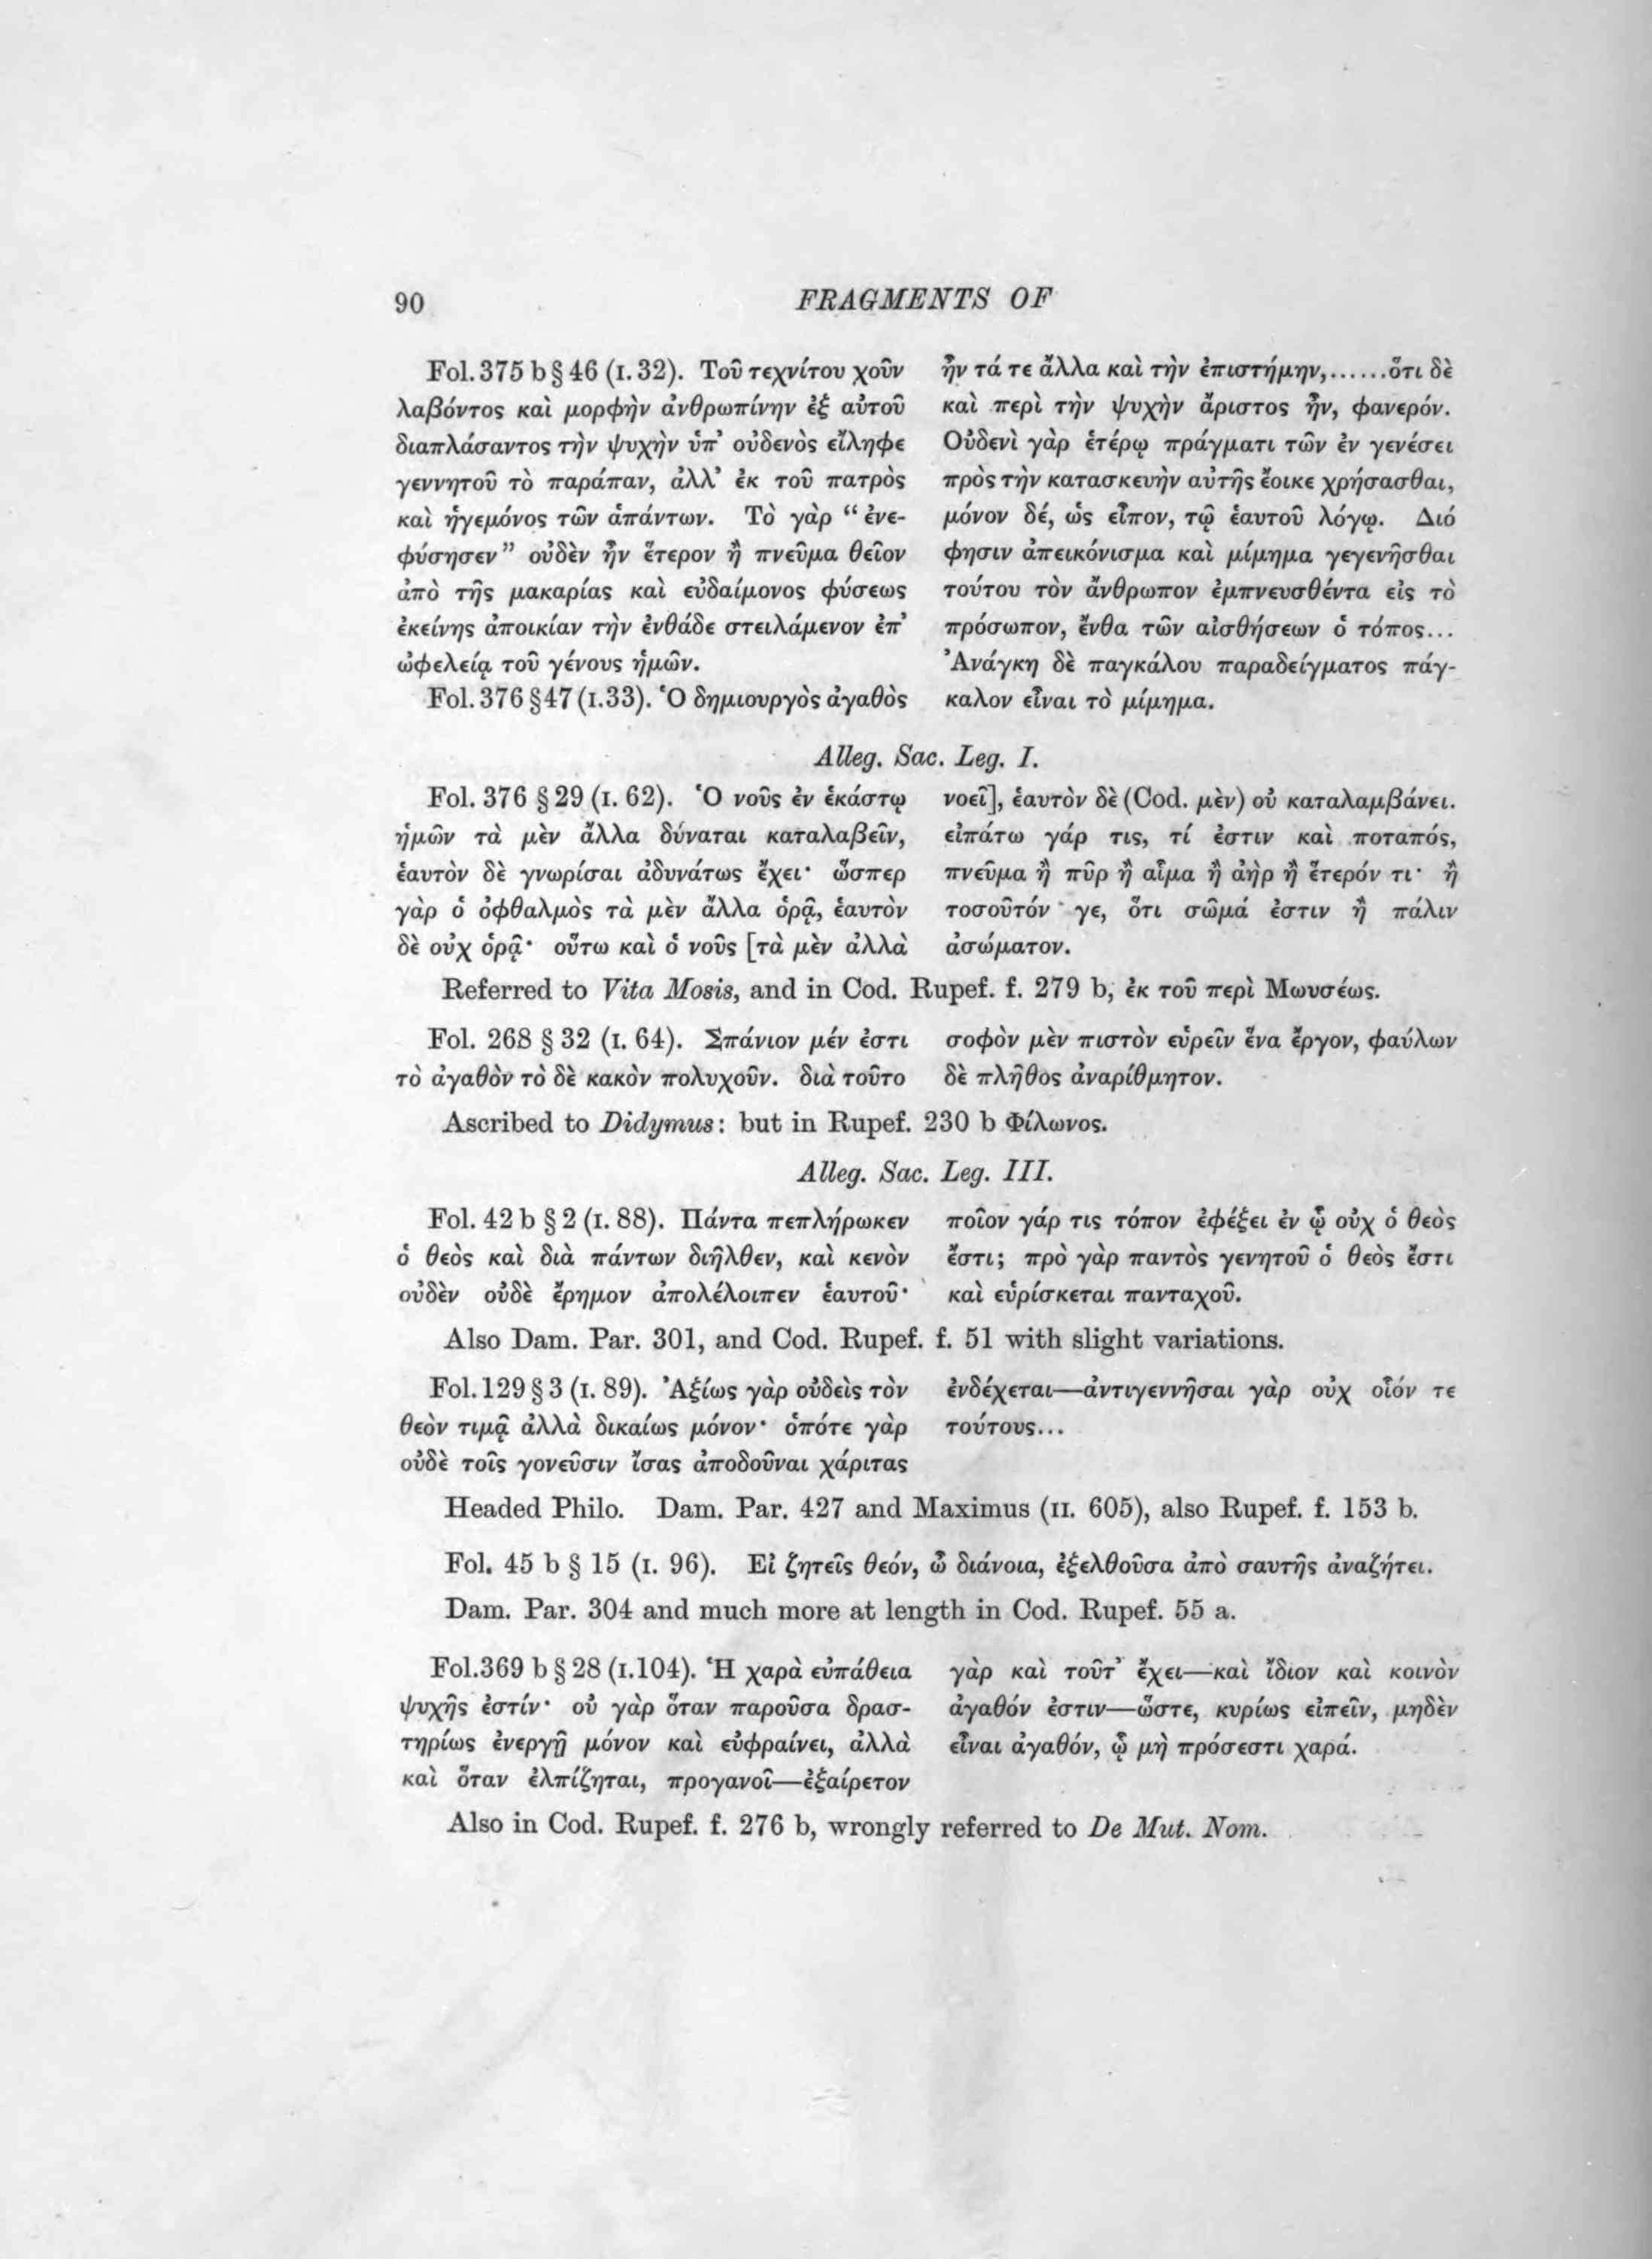 90
FRAGMENTS OF
Fol. 375 b § 46 (I. 32). Τοῦ τεχνίτου χοῦν
λαβόντος καὶ μορφὴν ἀνθρωπίνην ἐξ αὐτοῦ
διαπλάσαντος τὴν ψυχὴν ὑπ’ οὐδενὸς εἴληφε
γεννητοῦ τὸ παράπαν, ἀλλ’ ἐκ τοῦ πατρὸς
καὶ ἡγεμόνος τῶν ἁπάντων. Τὸ γὰρ “ἐνε-
φύσησεν” οὐδὲν ἦν ἕτερον ἢ πνεῦμα θεῖον
ἀπὸ τῆς μακαρίας καὶ εὐδαίμονος φύσεως
ἐκείνης ἀποικίαν τὴν ἐνθάδε στειλάμενον ἐπ’
ὠφελείᾳ τοῦ γένους ἡμῶν.
Fol. 376 § 47 (I. 33). Ὁ δημιουργὸς ἀγαθὸς
ἦν τά τε ἄλλα καὶ τὴν ἐπιστήμην,......ὅτι δὲ
καὶ περὶ τὴν ψυχὴν ἄριστος ἦν, φανερόν.
Οὐδενὶ γὰρ ἑτέρῳ πράγματι τῶν ἐν γενέσει
πρὸς τὴν κατασκευὴν αὐτῆς ἔοικε χρήσασθαι,
μόνον δέ, ὡς εἶπον, τῷ ἑαυτοῦ λόγῳ. Διό
φησιν ἀπεικόνισμα καὶ μίμημα γεγενῆσθαι
τούτου τὸν ἄνθρωπον ἐμπνευσθέντα εἰς τὸ
πρόσωπον, ἔνθα τῶν αἰσθήσεων ὁ τόπος...
Ἀνάγκη δὲ παγκάλου παραδείγματος πάγ-
καλον εἶναι τὸ μίμημα.
Alleg. Sac. Leg. I.
Fol. 376 § 29 (I. 62). Ὁ νοῦς ἐν ἑκάστῳ
ἡμῶν τὰ μὲν ἄλλα δύναται καταλαβεῖν,
ἑαυτὸν δὲ γνωρίσαι ἀδυνάτως ἔχει· ὥσπερ
γὰρ ὁ ὀφθαλμὸς τὰ μὲν ἄλλα ὁρᾷ, ἑαυτὸν
δὲ οὐχ ὁρᾷ· οὕτω καὶ ὁ νοῦς [τὰ μὲν ἀλλὰ
νοεῖ], ἑαυτὸν δὲ (Cod. μὲν) οὐ καταλαμβάνει.
εἰπάτω γάρ τις, τί ἐστιν καὶ ποταπός,
πνεῦμα ἢ πῦρ ἢ αἷμα ἢ ἀὴρ ἢ ἕτερόν τι· ἢ
τοσοῦτόν γε, ὅτι σῶμά ἐστιν ἢ πάλιν
ἀσώματον.
Referred to Vita Mosis, and in Cod. Rupef. f. 279 b, ἐκ τοῦ περὶ Μωυσέως.
Fol. 268 § 32 (I. 64). Σπάνιον μέν ἐστι
τὸ ἀγαθὸν τὸ δὲ κακὸν πολυχοῦν. διὰ τοῦτο
σοφὸν μὲν πιστὸν εὑρεῖν ἕνα ἔργον, φαύλων
δὲ πλῆθος ἀναρίθμητον.
Ascribed to Didymus: but in Rupef. 230 b Φίλωνος.
Alleg. Sac. Leg. III.
Fol. 42 b § 2 (I. 88). Πάντα πεπλήρωκεν
ὁ θεὸς καὶ διὰ πάντων διῆλθεν, καὶ κενὸν
οὐδὲν οὐδὲ ἔρημον ἀπολέλοιπεν ἑαυτοῦ·
ποῖον γάρ τις τόπον ἐφέξει ἐν ᾧ οὐχ ὁ θεὸς
ἔστι; πρὸ γὰρ παντὸς γενητοῦ ὁ θεὸς ἔστι
καὶ εὑρίσκεται πανταχοῦ.
Also Dam. Par. 301, and Cod. Rupef. f. 51 with slight variations.
Fol. 129 § 3 (I. 89). Ἀξίως γὰρ οὐδεὶς τὸν
θεὸν τιμᾷ ἀλλὰ δικαίως μόνον· ὁπότε γὰρ
οὐδὲ τοῖς γονεῦσιν ἴσας ἀποδοῦναι χάριτας
ἐνδέχεται—ἀντιγεννῆσαι γὰρ οὐχ οἷόν τε
τούτους...
Headed Philo. Dam. Par. 427 and Maximus (II. 605), also Rupef. f. 153 b.
Fol. 45 b § 15 (I. 96). Εἰ ζητεῖς θεόν, ὦ διάνοια, ἐξελθοῦσα ἀπὸ σαυτῆς ἀναζήτει.
Dam. Par. 304 and much more at length in Cod. Rupef. 55 a.
Fol. 369 b § 28 (I. 104). Ἡ χαρὰ εὐπάθεια
ψυχῆς ἐστίν· οὐ γὰρ ὅταν παροῦσα δρασ-
τηρίως ἐνεργῇ μόνον καὶ εὐφραίνει, ἀλλὰ
καὶ ὅταν ἐλπίζηται, προγανοῖ—ἐξαίρετον
γὰρ καὶ τοῦτ’ ἔχει—καὶ ἴδιον καὶ κοινὸν
ἀγαθόν ἐστιν—ὥστε, κυρίως εἰπεῖν, μηδὲν
εἶναι ἀγαθόν, ᾧ μὴ πρόσεστι χαρά.
Also in Cod. Rupef. f. 276 b, wrongly referred to De Mut. Nom.